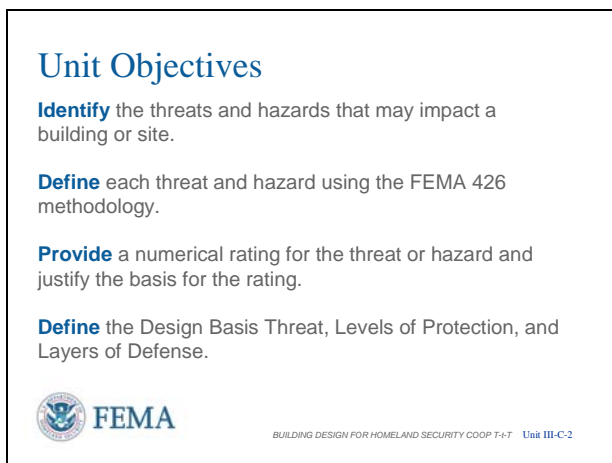 Unit Objectives
Identify the threats and hazards that may impact a
building or site.
Define each threat and hazard using the FEMA 426
methodology.
Provide a numerical rating for the threat or hazard and
justify the basis for the rating.
Define the Design Basis Threat, Levels of Protection, and
Layers of Defense.
FEMA
BUILDING DESIGN FOR HOMELAND SECURITY COOP T-t-T Unit III-C-2